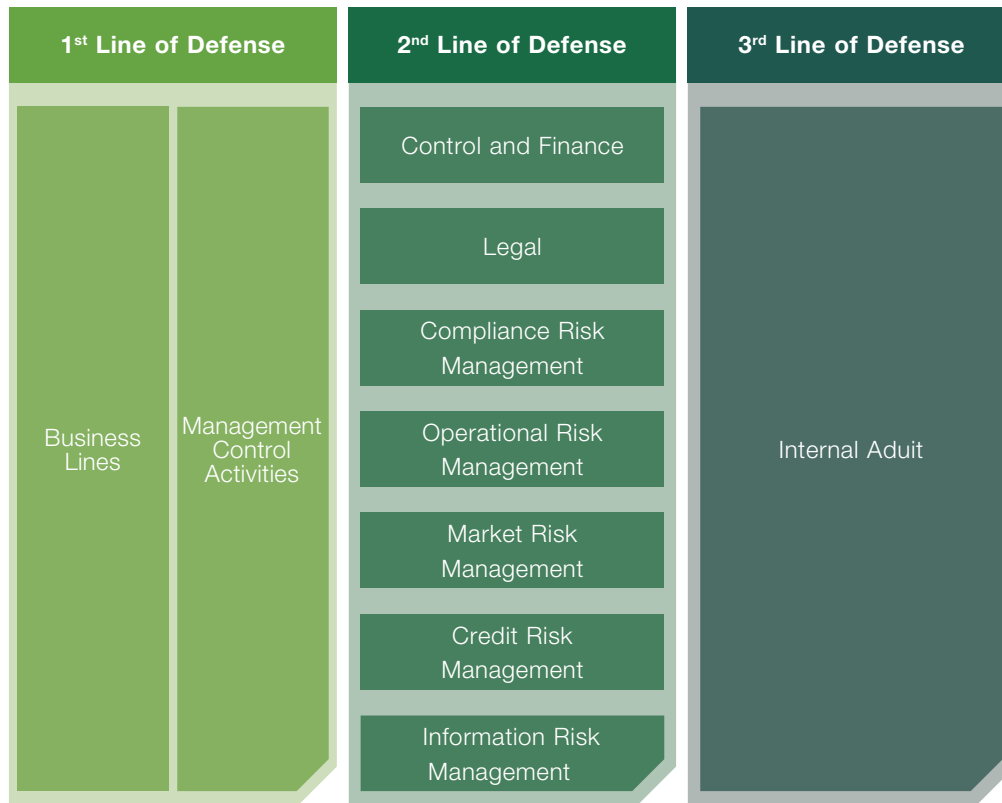 1st Line of Defense
2nd Line of Defense
3rd Line of Defense
Business
Lines
Management
Control
Activities
Control and Finance
Legal
Compliance Risk
Management
Operational Risk
Management
Market Risk
Management
Credit Risk
Management
Information Risk
Management
Internal Aduit